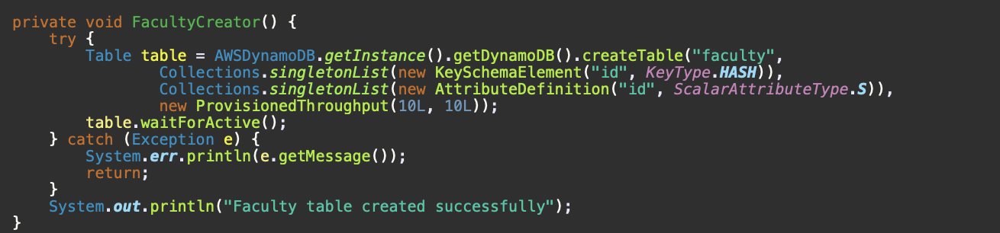 private void FacultyCreator() {
    try {
        Table table = AWSDynamoDB.getInstance().getDynamoDB().createTable("faculty",
                Collections.singletonList(new KeySchemaElement("id", KeyType.HASH)),
                Collections.singletonList(new AttributeDefinition("id", ScalarAttributeType.S)),
                new ProvisionedThroughput(10L, 10L));
        table.waitForActive();
    } catch (Exception e) {
        System.err.println(e.getMessage());
        return;
    }
    System.out.println("Faculty table created successfully");
}